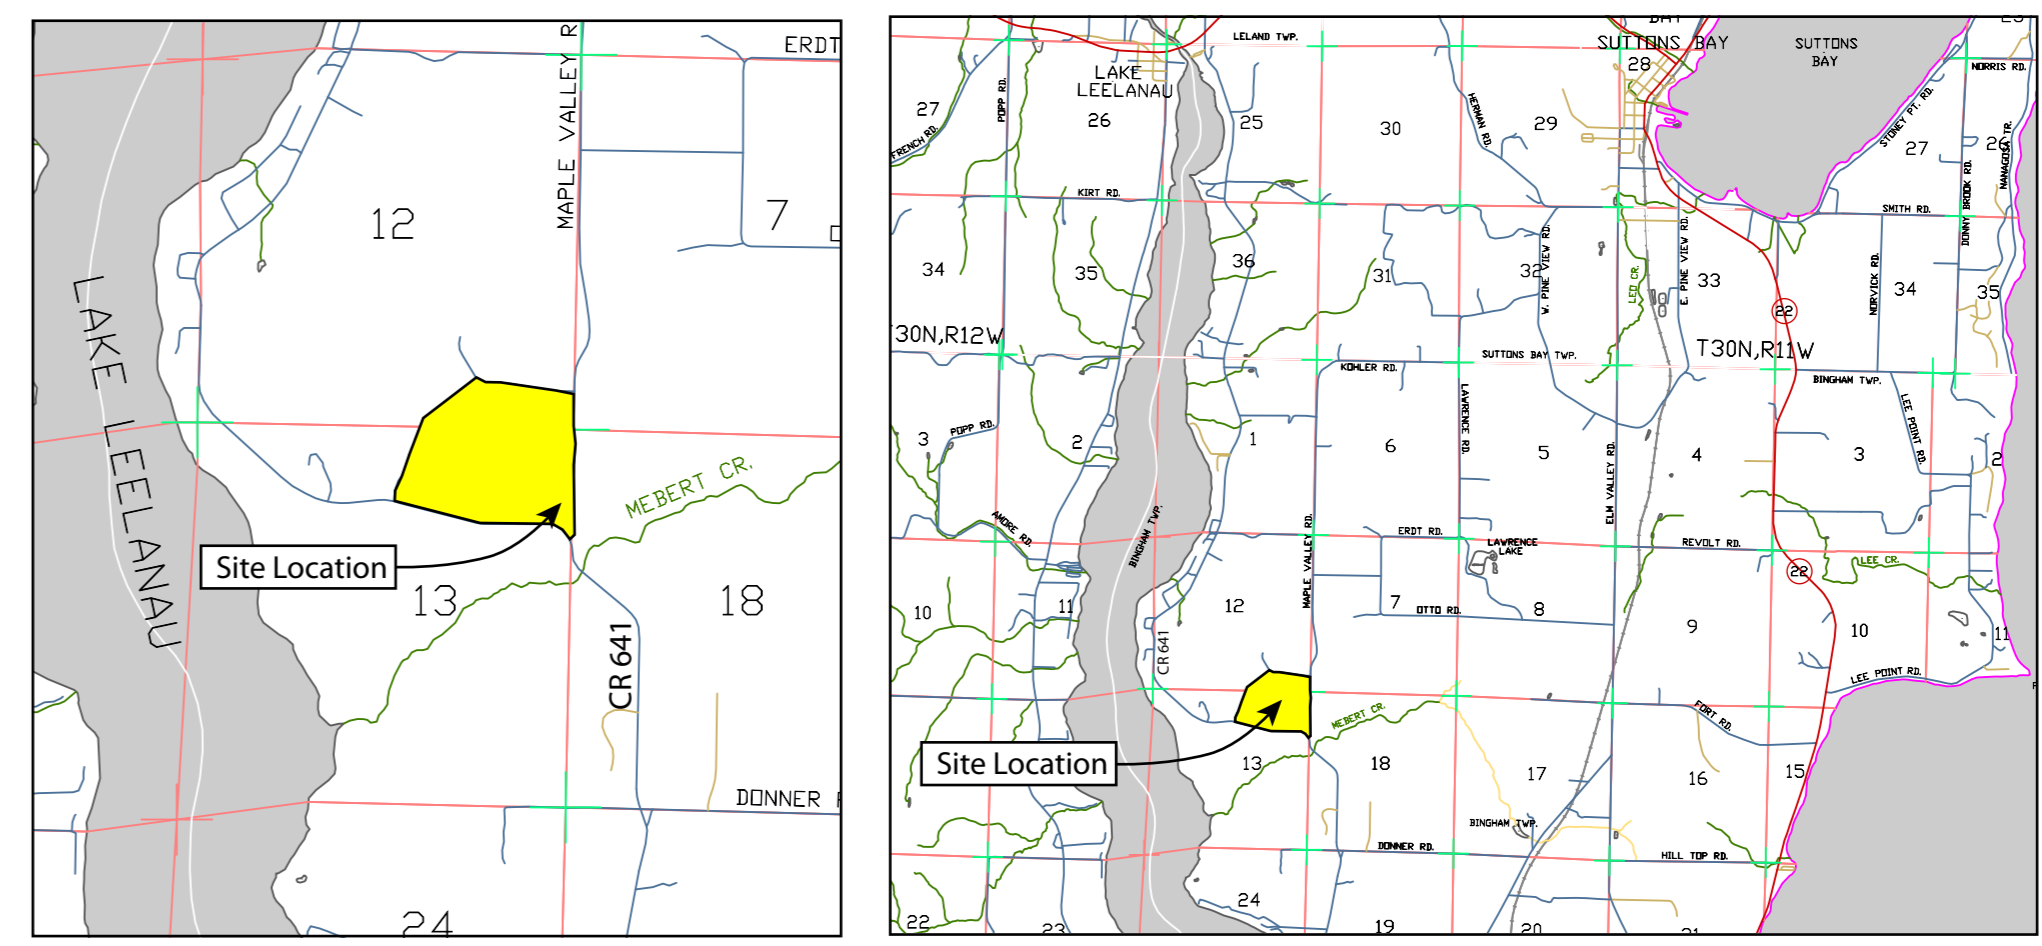 ERDT
MAPLE VALLEY R
12
7
LAKE LEELANAU
MEBERT CR.
Site Location
13
18
CR 641
DONNER
24
BAY
LELAND TWP.
SUTTONS BAY
SUTTONS
BAY
28
NORRIS RD.
LAKE
LEELANAU
27
POPP RD.
26
25
30
HERMAN RD.
29
FRENCH RD.
STONEY PT. RD.
27
26
NANAGOSA TR.
KIRT RD.
SMITH RD.
DONNY BROOK RD.
34
35
36
31
32
W. PINE VIEW RD.
LEO CR.
E. PINE VIEW RD.
33
22
NORVICK RD.
34
35
T30N,R12W
SUTTONS BAY TWP.
T30N,R11W
KOHLER RD.
BINGHAM TWP.
LAWRENCE RD.
LEE POINT RD.
3
POPP RD.
2
1
6
5
ELM VALLEY RD.
4
3
2
AMORE RD.
BINGHAM TWP.
MAPLE VALLEY RD.
ERDT RD.
LAWRENCE
LAKE
REVOLT RD.
22
LEE CR.
10
11
12
7
OTTO RD.
8
9
10
11
CR 641
LEE POINT RD.
MEBERT CR.
FORT RD.
Site Location
13
18
17
16
15
BINGHAM TWP.
DONNER RD.
HILL TOP RD.
22
23
24
19
20
21